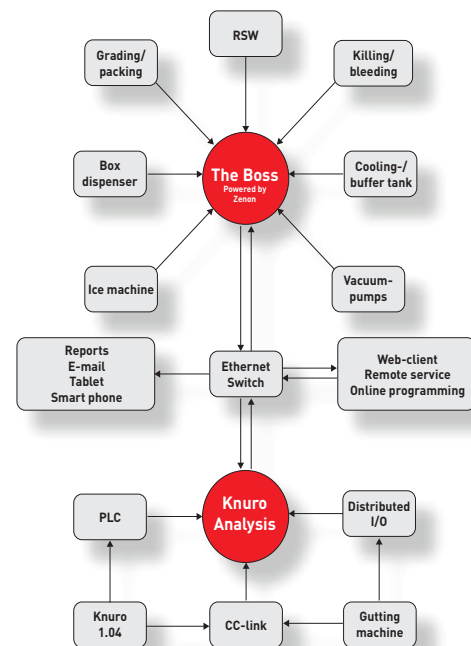 RSW
Grading/
packing
Killing/
bleeding
The Boss
Powered by
Zenon
Box
dispenser
Cooling-/
buffer tank
Ice machine
Vacuum-
pumps
Reports
E-mail
Tablet
Smart phone
Ethernet
Switch
Web-client
Remote service
Online programming
Knuro
Analysis
PLC
Distributed
I/O
Knuro
1.04
CC-link
Gutting
machine